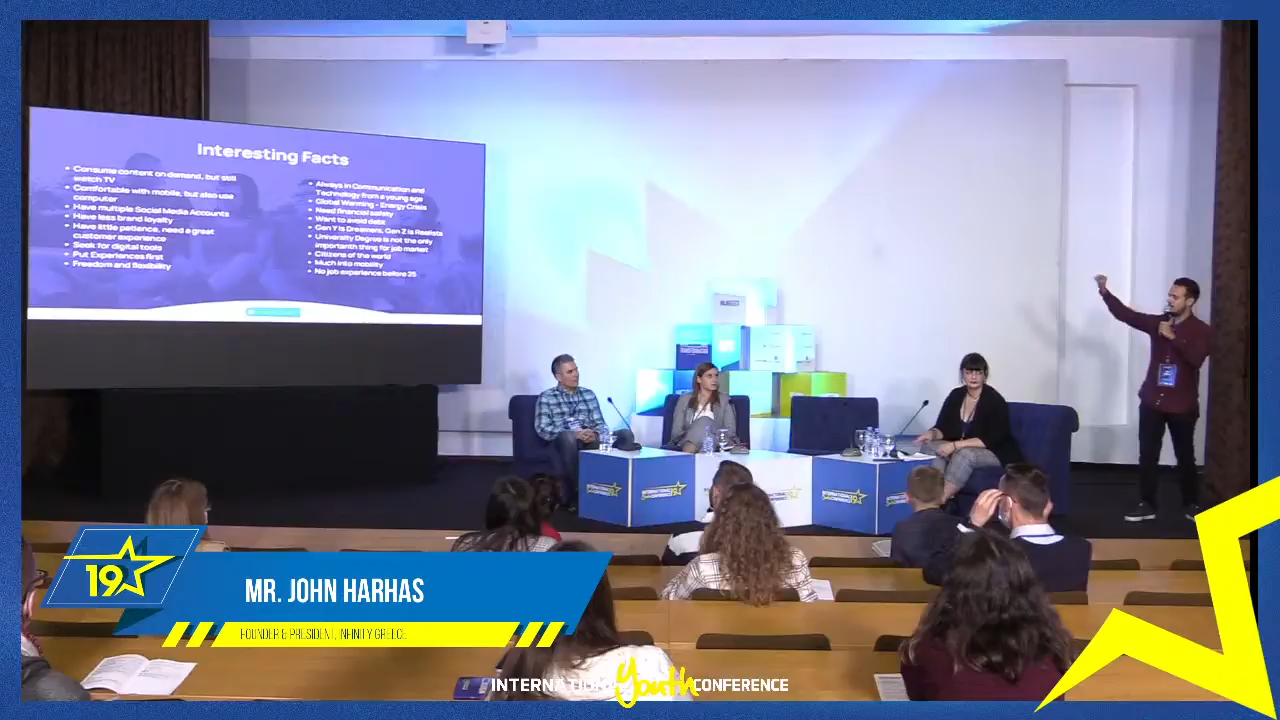 Interesting Facts
Consume content on demand, but still
watch TV
Comfortable with mobile, but also use
computer
Have multiple Social Media Accounts
Have less brand loyalty
Have little patience, need a great
customer experience
Seek for digital tools
Put Experiences first
Freedom and flexibility
Always in Communication and
Technology from a young age
Global Warming - Energy Crisis
Need financial safety
Want to avoid debt
Gen Y is Dreamers, Gen Z is Realists
University Degree is not the only
importanth thing for job market
Citizens of the world
Much into mobility
No job experience before 25
19
MR. JOHN HARHAS
FOUNDER & PRESIDENT, INFINITY GREECE
INTERNATIONAL Youth CONFERENCE